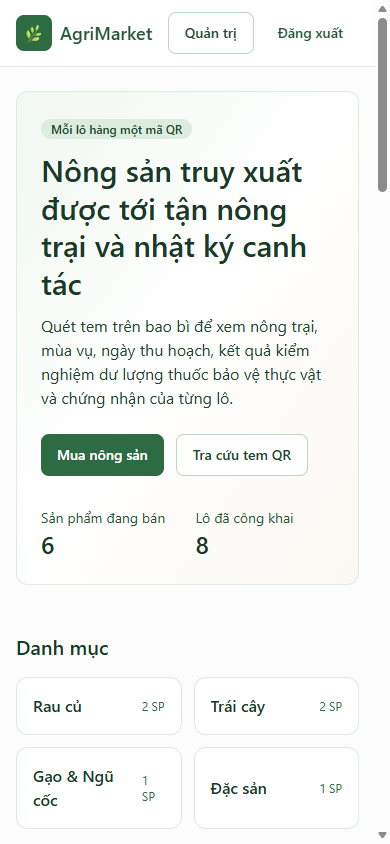 AgriMarket
Quản trị
Đăng xuất
Mỗi lô hàng một mã QR
Nông sản truy xuất
được tới tận nông
trại và nhật ký canh
tác
Quét tem trên bao bì để xem nông trại,
mùa vụ, ngày thu hoạch, kết quả kiểm
nghiệm dư lượng thuốc bảo vệ thực vật
và chứng nhận của từng lô.
Mua nông sản
Tra cứu tem QR
Sản phẩm đang bán
6
Lô đã công khai
8
Danh mục
Rau củ
2 SP
Trái cây
2 SP
Gạo & Ngũ
cốc
1
SP
Đặc sản
1 SP